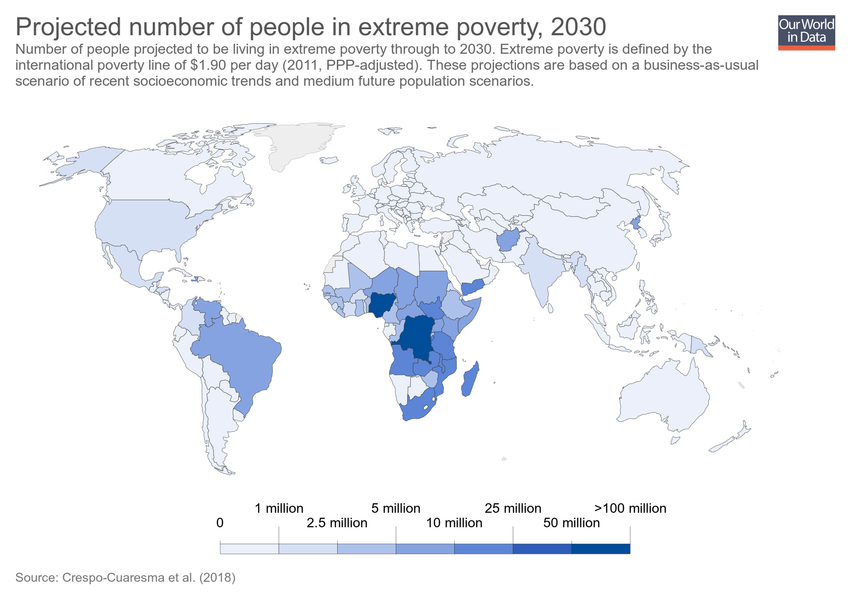 Projected number of people in extreme poverty, 2030
Our World
in Data
Number of people projected to be living in extreme poverty through to 2030. Extreme poverty is defined by the
international poverty line of $1.90 per day (2011, PPP-adjusted). These projections are based on a business-as-usual
scenario of recent socioeconomic trends and medium future population scenarios.
1 million 5 million 25 million >100 million
0 2.5 million 10 million 50 million
Source: Crespo-Cuaresma et al. (2018)